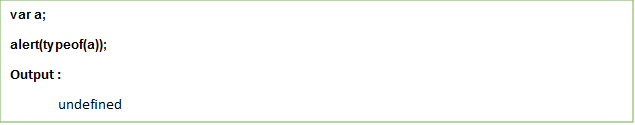 var a;
alert(typeof(a));
Output :
undefined